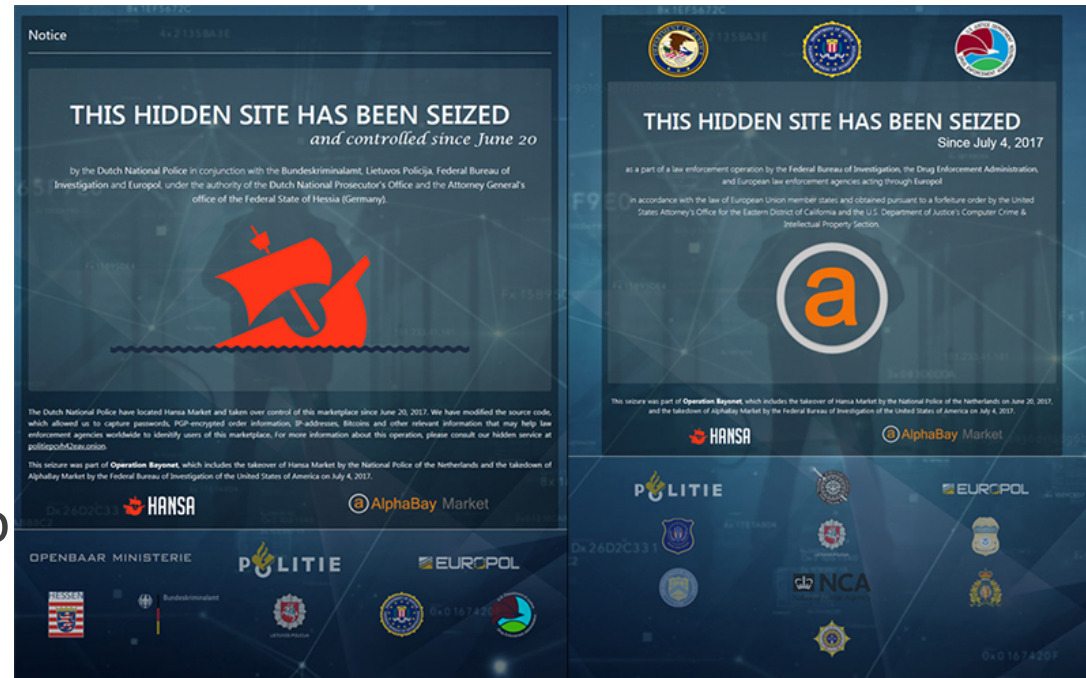 Notice
THIS HIDDEN SITE HAS BEEN SEIZED
and controlled since June 20
by the Dutch National Police in conjunction with the Bundeskriminalamt, Lietuvos Policija, Federal Bureau of
Investigation and Europol, under the authority of the Dutch National Prosecutor's Office and the Attorney General's
office of the Federal State of Hessia (Germany).
The Dutch National Police have located Hansa Market and taken over control of this marketplace since June 20, 2017. We have modified the source code,
which allowed us to capture passwords, PGP-encrypted order information, IP-addresses, Bitcoins and other relevant information that may help law
enforcement agencies worldwide to identify users of this marketplace. For more information about this operation, please consult our hidden service at
politiepcvh42eav.onion.
This seizure was part of Operation Bayonet, which includes the takeover of Hansa Market by the National Police of the Netherlands and the takedown of
AlphaBay Market by the Federal Bureau of Investigation of the United States of America on July 4, 2017.
HANSA
a AlphaBay Market
OPENBAAR MINISTERIE
POLITIE
EUROPOL
HESSEN
Bundeskriminalamt
LIETUVOS POLICIJA
THIS HIDDEN SITE HAS BEEN SEIZED
Since July 4, 2017
as a part of a law enforcement operation by the Federal Bureau of Investigation, the Drug Enforcement Administration,
and European law enforcement agencies acting through Europol
in accordance with the law of European Union member states and obtained pursuant to a forfeiture order by the United
States Attorney's Office for the Eastern District of California and the U.S. Department of Justice's Computer Crime &
Intellectual Property Section.
a
This seizure was part of Operation Bayonet, which includes the takeover of Hansa Market by the National Police of the Netherlands on June 20, 2017,
and the takedown of AlphaBay Market by the Federal Bureau of Investigation of the United States of America on July 4, 2017.
HANSA
a AlphaBay Market
POLITIE
EUROPOL
NCA
0x0167420F